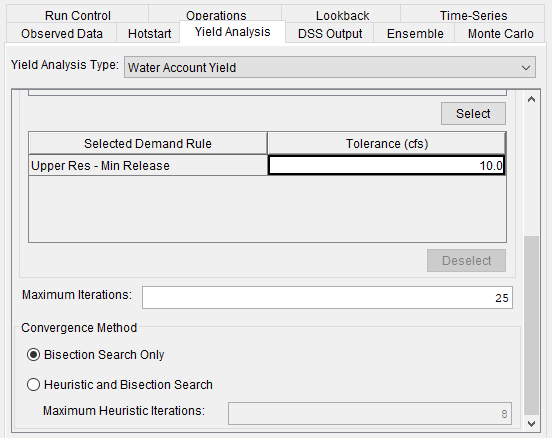 Run Control Operations Lookback Time-Series
Observed Data Hotstart Yield Analysis DSS Output Ensemble Monte Carlo
Yield Analysis Type: Water Account Yield
Select
Selected Demand Rule Tolerance (cfs)
Upper Res - Min Release 10.0
Deselect
Maximum Iterations: 25
Convergence Method
Bisection Search Only
Heuristic and Bisection Search
Maximum Heuristic Iterations: 8